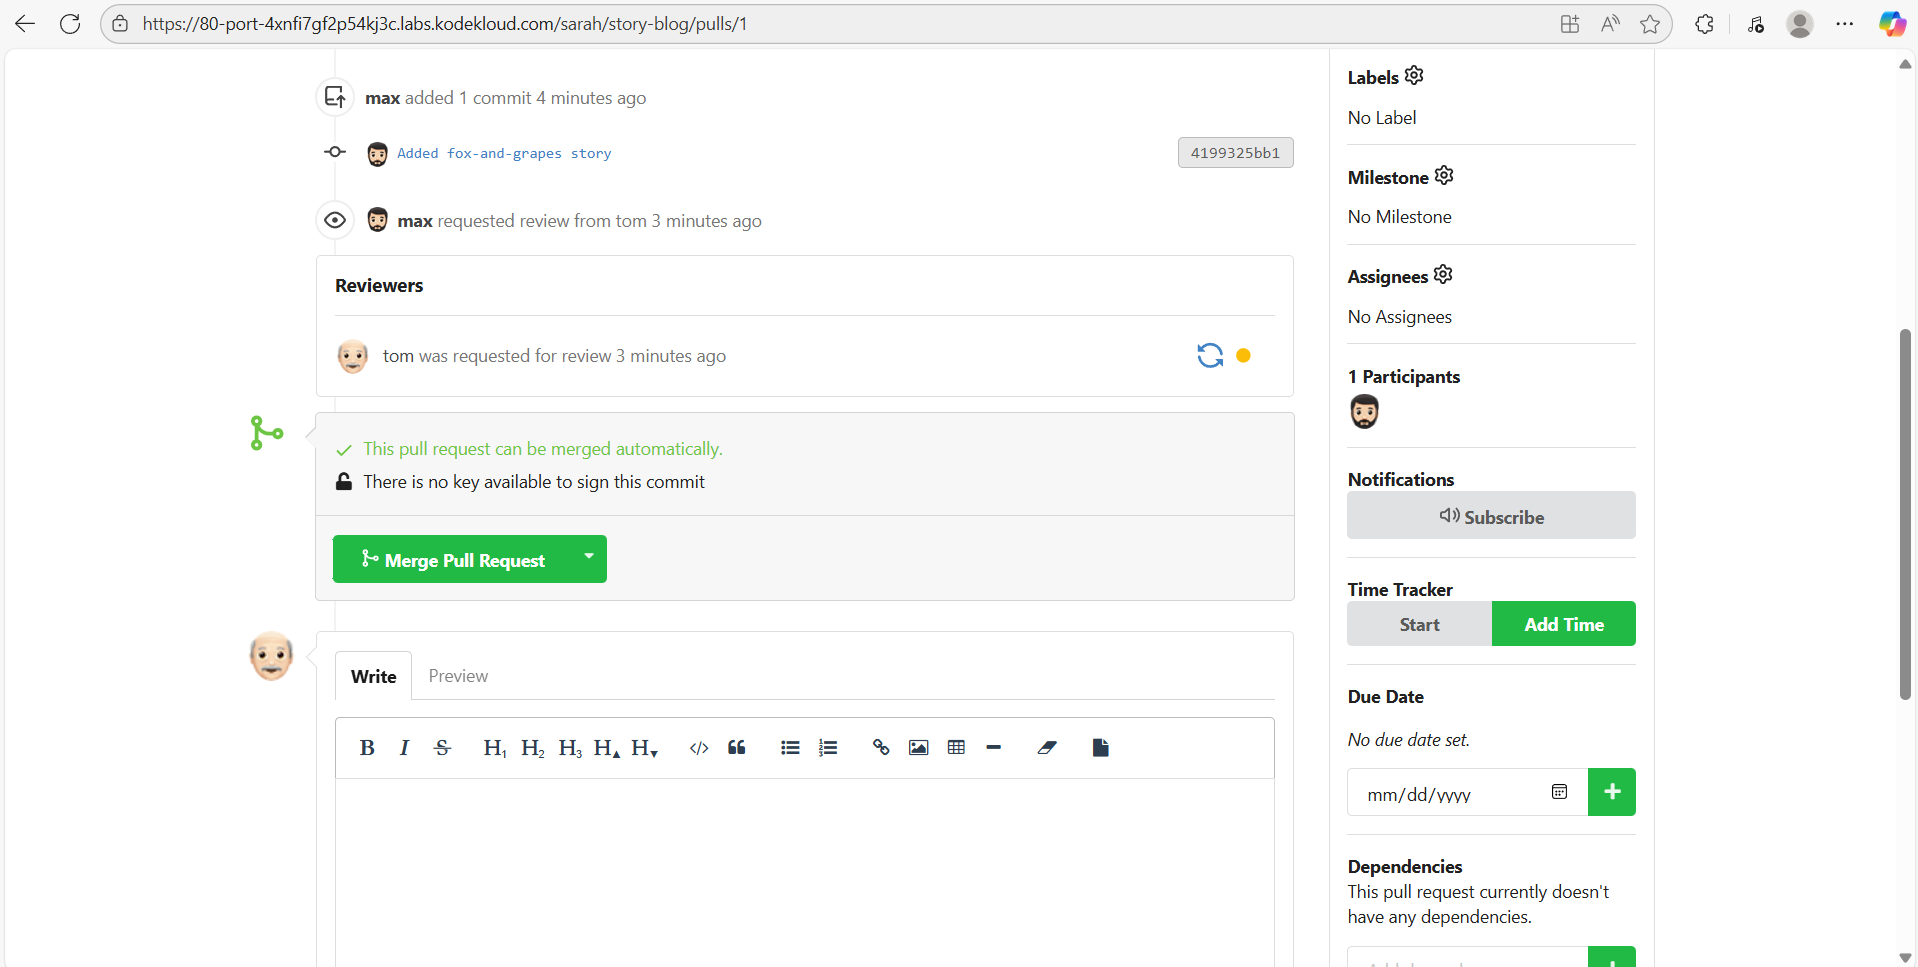 https://80-port-4xnfi7gf2p54kj3c.labs.kodekloud.com/sarah/story-blog/pulls/1
max added 1 commit 4 minutes ago
Added fox-and-grapes story
4199325bb1
max requested review from tom 3 minutes ago
Reviewers
tom was requested for review 3 minutes ago
This pull request can be merged automatically.
There is no key available to sign this commit
Merge Pull Request
Write
Preview
B I S H1 H2 H3 H▲ H▼
Labels
No Label
Milestone
No Milestone
Assignees
No Assignees
1 Participants
Notifications
Subscribe
Time Tracker
Start
Add Time
Due Date
No due date set.
mm/dd/yyyy
Dependencies
This pull request currently doesn't
have any dependencies.